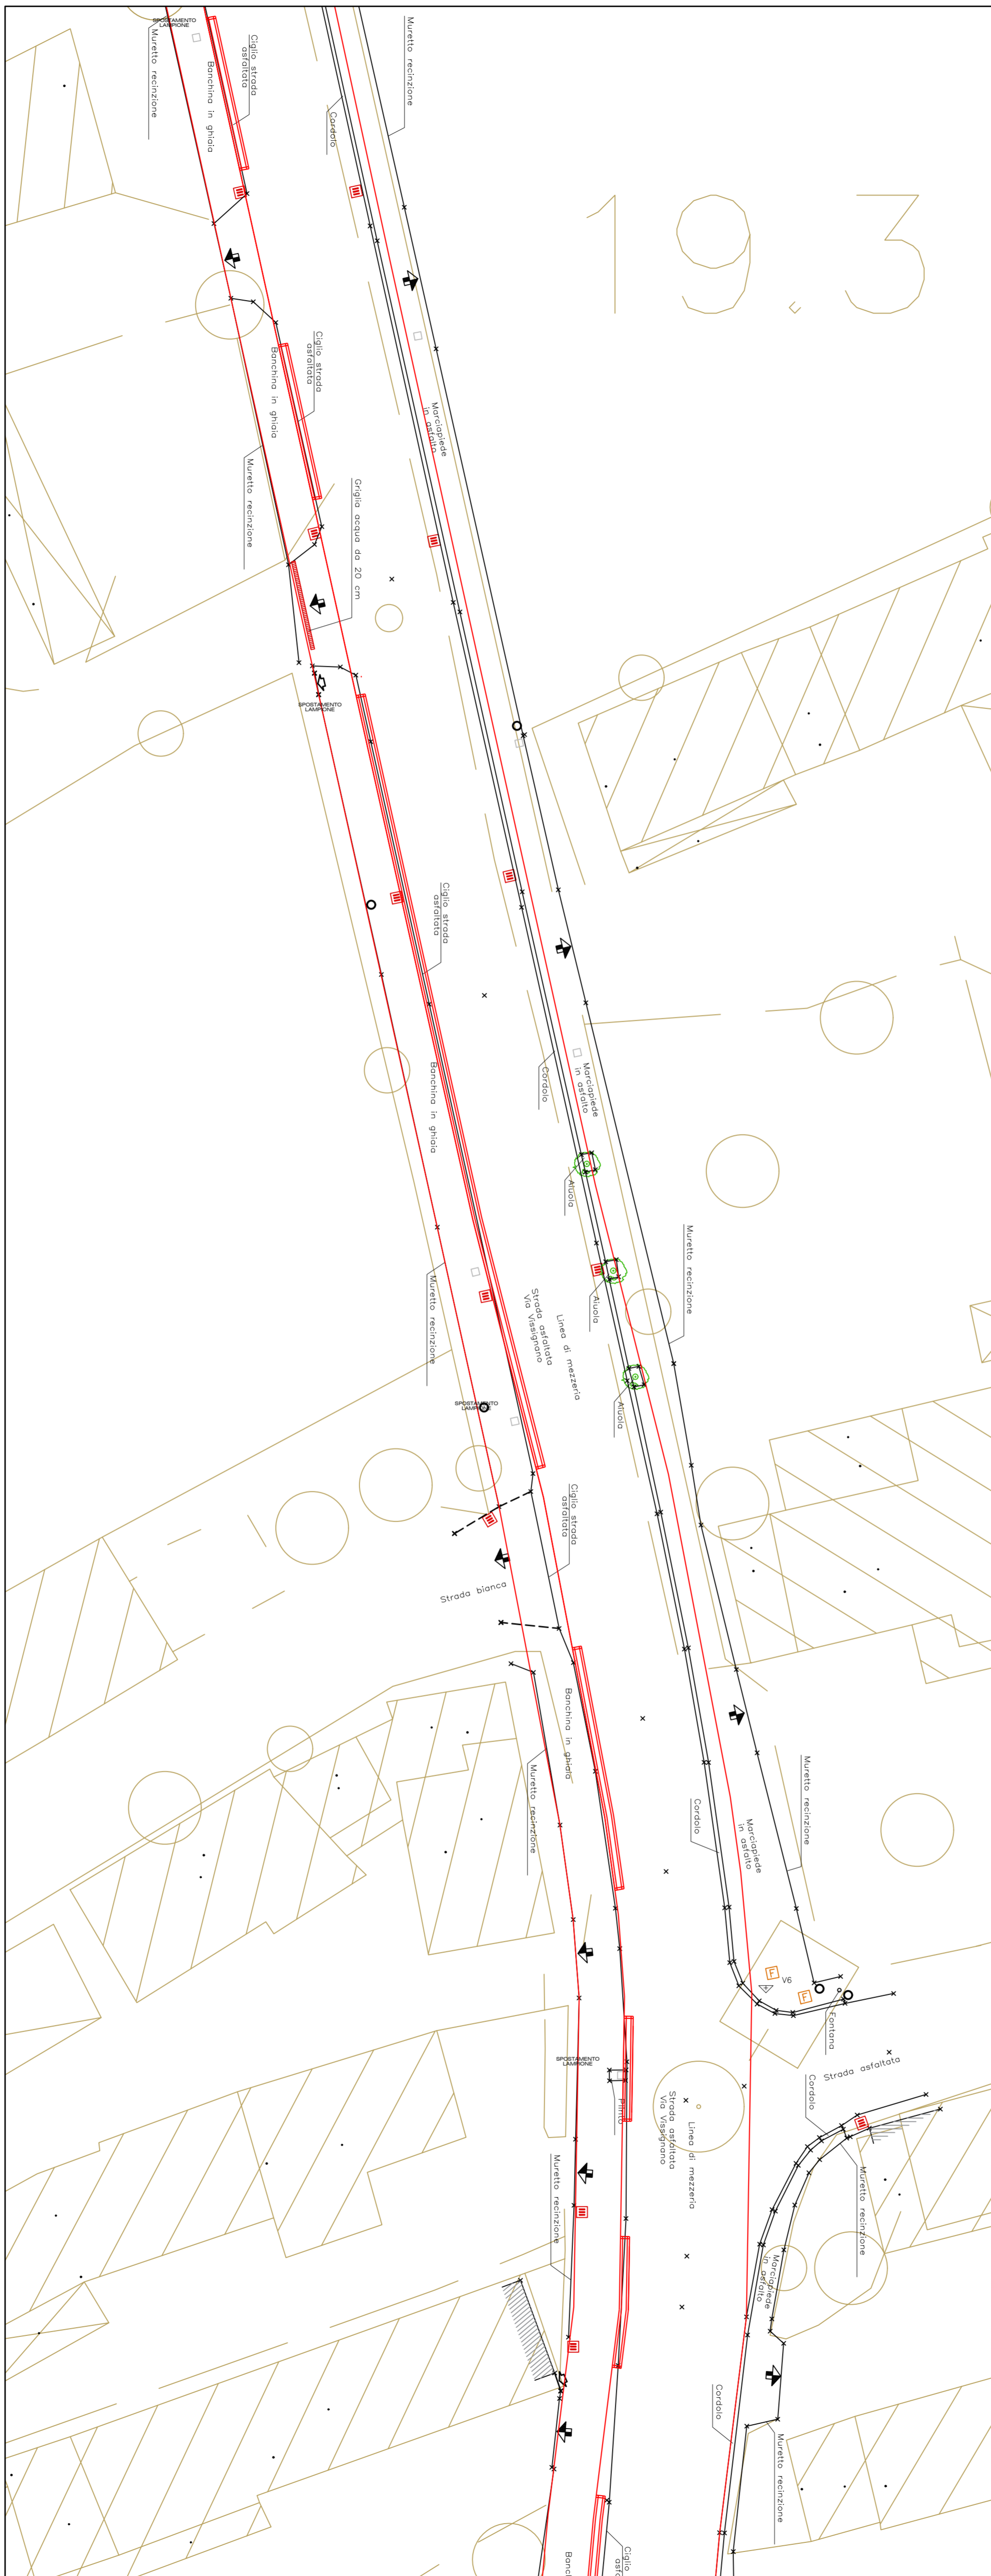 SPOSTAMENTO
LAMPIONE
Muretto recinzione
Banchina in ghiaia
Ciglio strada
asfaltata
Cordolo
Muretto recinzione
19.3
Ciglio strada
asfaltata
Banchina in ghiaia
Marciapiede
in asfalto
Muretto recinzione
Griglia acqua da 20 cm
SPOSTAMENTO
LAMPIONE
Ciglio strada
asfaltata
Banchina in ghiaia
Cordolo
Marciapiede
in asfalto
Aiuola
Muretto recinzione
Muretto recinzione
Strada asfaltata
Via Vissignano
Linea di mezzeria
Aiuola
Aiuola
SPOSTAMENTO
LAMPIONE
Ciglio strada
asfaltata
Strada bianca
Banchina in ghiaia
Muretto recinzione
Muretto recinzione
Cordolo
Marciapiede
in asfalto
F
V6
F
Fontana
Strada asfaltata
SPOSTAMENTO
LAMPIONE
Plinto
Strada asfaltata
Via Vissignano
Linea di mezzeria
Cordolo
Muretto recinzione
Muretto recinzione
Marciapiede
in asfalto
Cordolo
Muretto recinzione
Ciglio